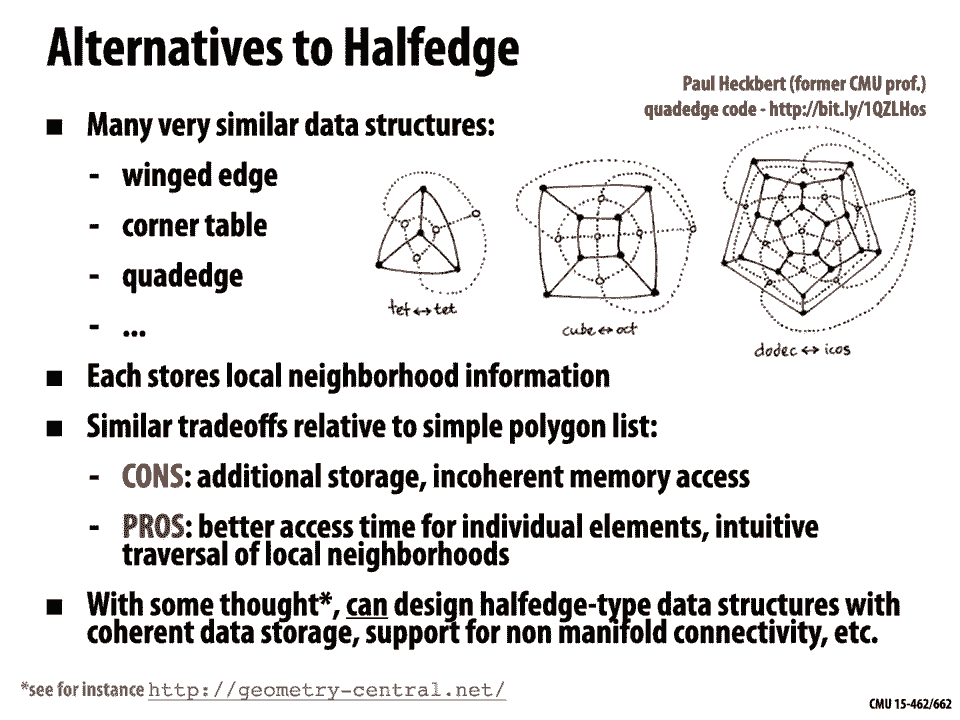 Alternatives to Halfedge
Paul Heckbert (former CMU prof.)
quadedge code - http://bit.ly/1QZLHos
■ Many very similar data structures:
- winged edge
- corner table
- quadedge
- ...
tet ↔ tet
cube ↔ oct
dodec ↔ icos
■ Each stores local neighborhood information
■ Similar tradeoffs relative to simple polygon list:
- CONS: additional storage, incoherent memory access
- PROS: better access time for individual elements, intuitive
traversal of local neighborhoods
■ With some thought*, can design halfedge-type data structures with
coherent data storage, support for non manifold connectivity, etc.
*see for instance http://geometry-central.net/
CMU 15-462/662